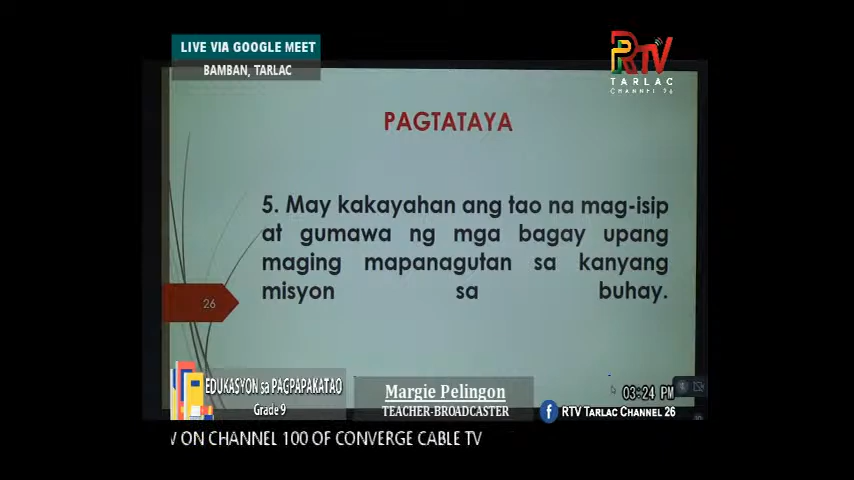 LIVE VIA GOOGLE MEET
BAMBAN, TARLAC
RTV
TARLAC
CHANNEL 26
PAGTATAYA
5. May kakayahan ang tao na mag-isip
at gumawa ng mga bagay upang
maging mapanagutan sa kanyang
misyon sa buhay.
26
EDUKASYON sa PAGPAPAKATAO
Grade 9
Margie Pelingon
TEACHER-BROADCASTER
03:24 PM
f RTV TARLAC CHANNEL 26
ON CHANNEL 100 OF CONVERGE CABLE TV